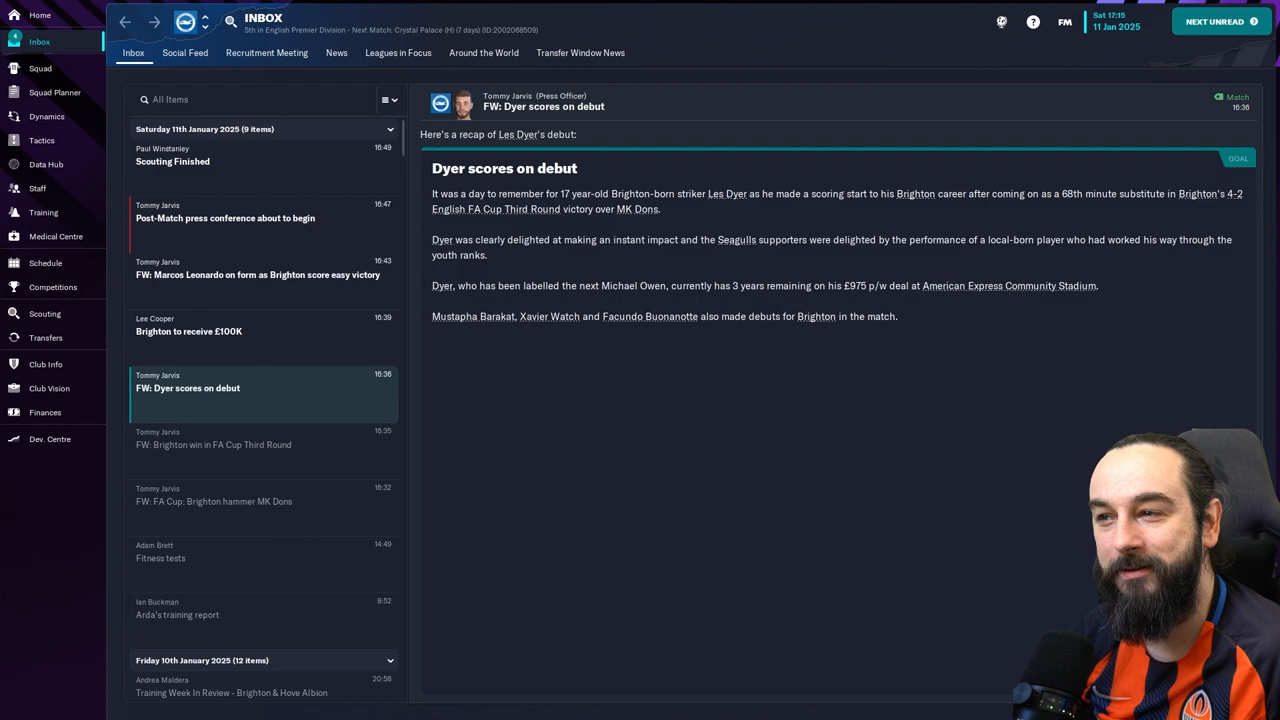 Home
4
Inbox
Squad
Squad Planner
Dynamics
Tactics
Data Hub
Staff
Training
Medical Centre
Schedule
Competitions
Scouting
Transfers
Club Info
Club Vision
Finances
Dev. Centre
INBOX
5th in English Premier Division - Next Match: Crystal Palace (H) (7 days) (ID:2002068509)
?
FM
Sat 17:15
11 Jan 2025
NEXT UNREAD
Inbox
Social Feed
Recruitment Meeting
News
Leagues in Focus
Around the World
Transfer Window News
All Items
Saturday 11th January 2025 (9 items)
Paul Winstanley 16:49
Scouting Finished
Tommy Jarvis 16:47
Post-Match press conference about to begin
Tommy Jarvis 16:43
FW: Marcos Leonardo on form as Brighton score easy victory
Lee Cooper 16:39
Brighton to receive £100K
Tommy Jarvis 16:36
FW: Dyer scores on debut
Tommy Jarvis 16:35
FW: Brighton win in FA Cup Third Round
Tommy Jarvis 16:32
FW: FA Cup: Brighton hammer MK Dons
Adam Brett 14:49
Fitness tests
Ian Buckman 8:52
Arda's training report
Friday 10th January 2025 (12 items)
Andrea Maldera 20:58
Training Week In Review - Brighton & Hove Albion
Tommy Jarvis (Press Officer)
FW: Dyer scores on debut
Match
16:36
Here's a recap of Les Dyer's debut:
GOAL
Dyer scores on debut
It was a day to remember for 17 year-old Brighton-born striker Les Dyer as he made a scoring start to his Brighton career after coming on as a 68th minute substitute in Brighton's 4-2
English FA Cup Third Round victory over MK Dons.
Dyer was clearly delighted at making an instant impact and the Seagulls supporters were delighted by the performance of a local-born player who had worked his way through the
youth ranks.
Dyer, who has been labelled the next Michael Owen, currently has 3 years remaining on his £975 p/w deal at American Express Community Stadium.
Mustapha Barakat, Xavier Watch and Facundo Buonanotte also made debuts for Brighton in the match.